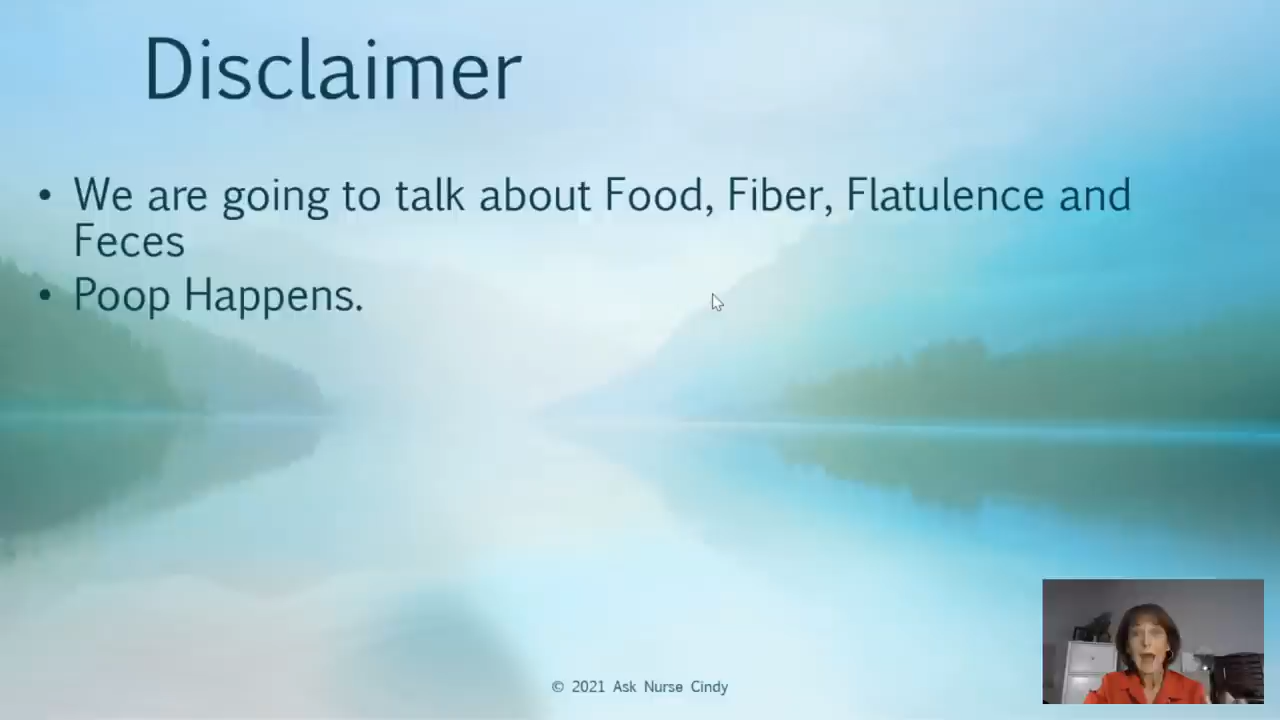 Disclaimer
• We are going to talk about Food, Fiber, Flatulence and
Feces
• Poop Happens.
© 2021 Ask Nurse Cindy